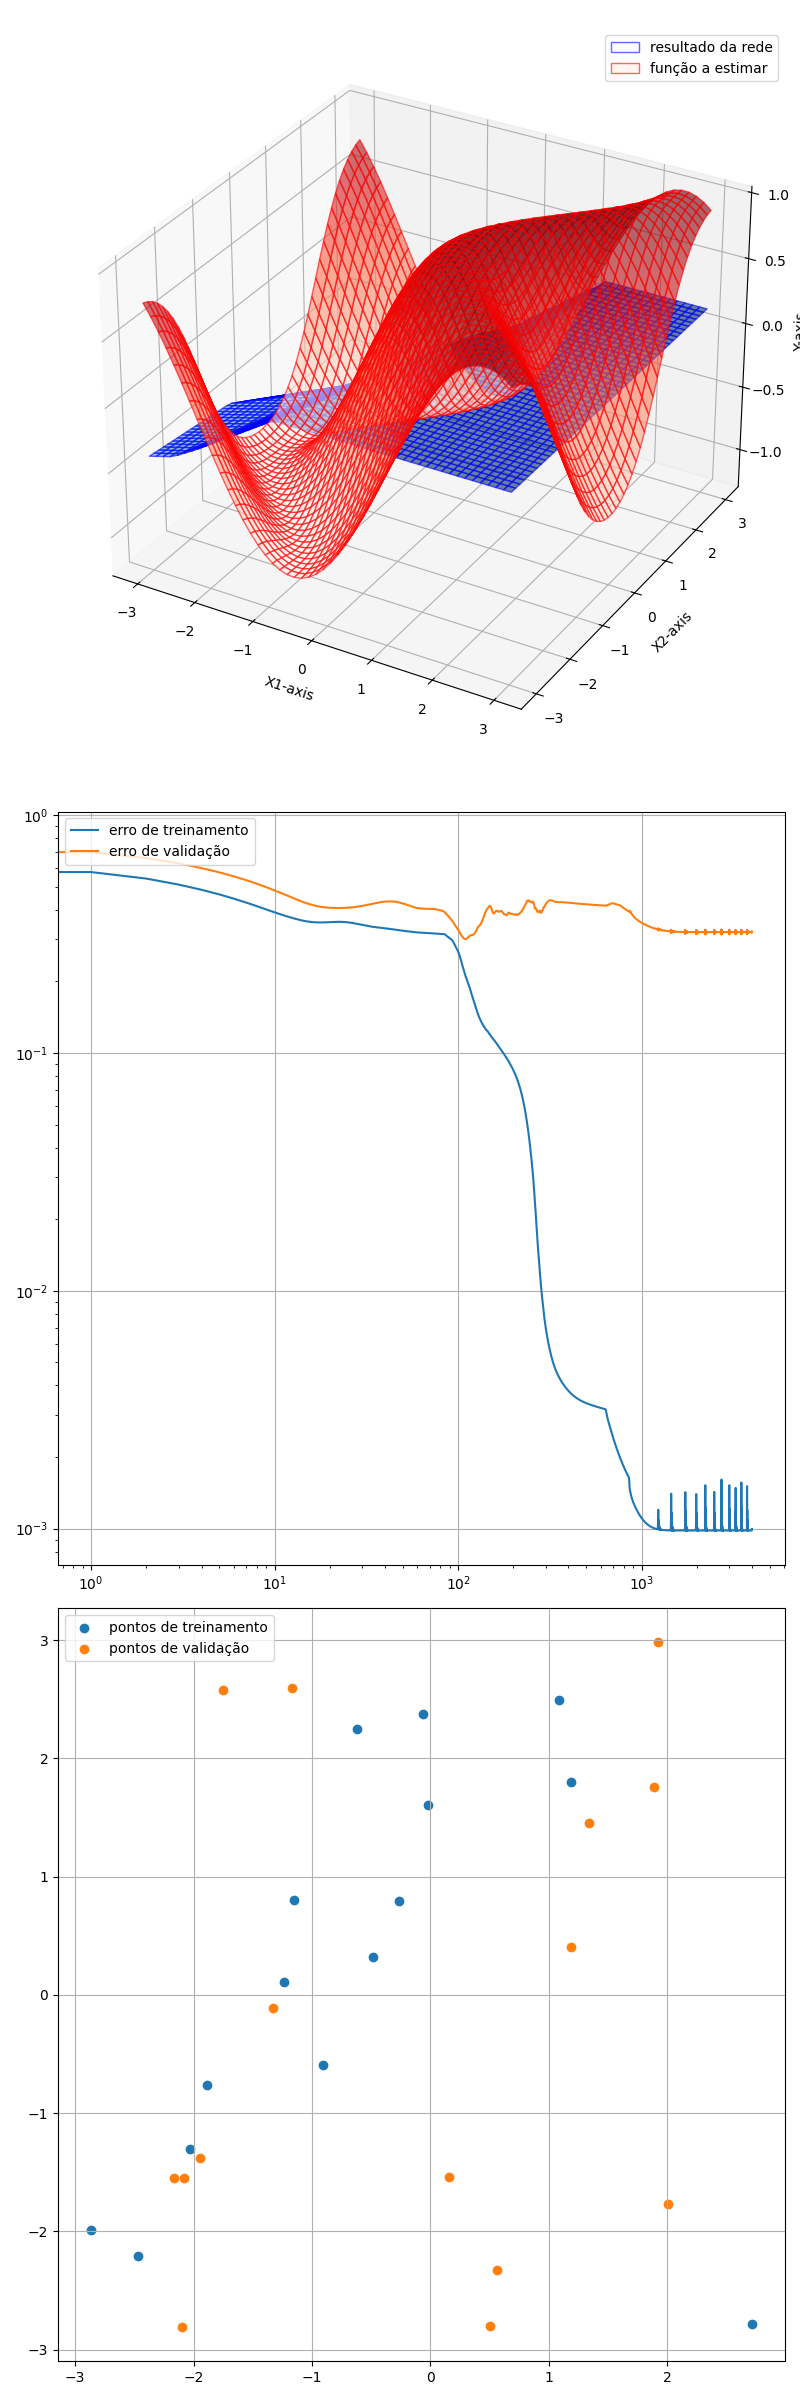 resultado da rede
função a estimar
1.0
0.5
0.0
−0.5
−1.0
Y-axis
−3
−2
−1
0
1
2
3
X1-axis
−3
−2
−1
0
1
2
3
X2-axis
erro de treinamento
erro de validação
10⁰
10⁻¹
10⁻²
10⁻³
10⁰ 10¹ 10² 10³
pontos de treinamento
pontos de validação
3
2
1
0
−1
−2
−3
−3 −2 −1 0 1 2